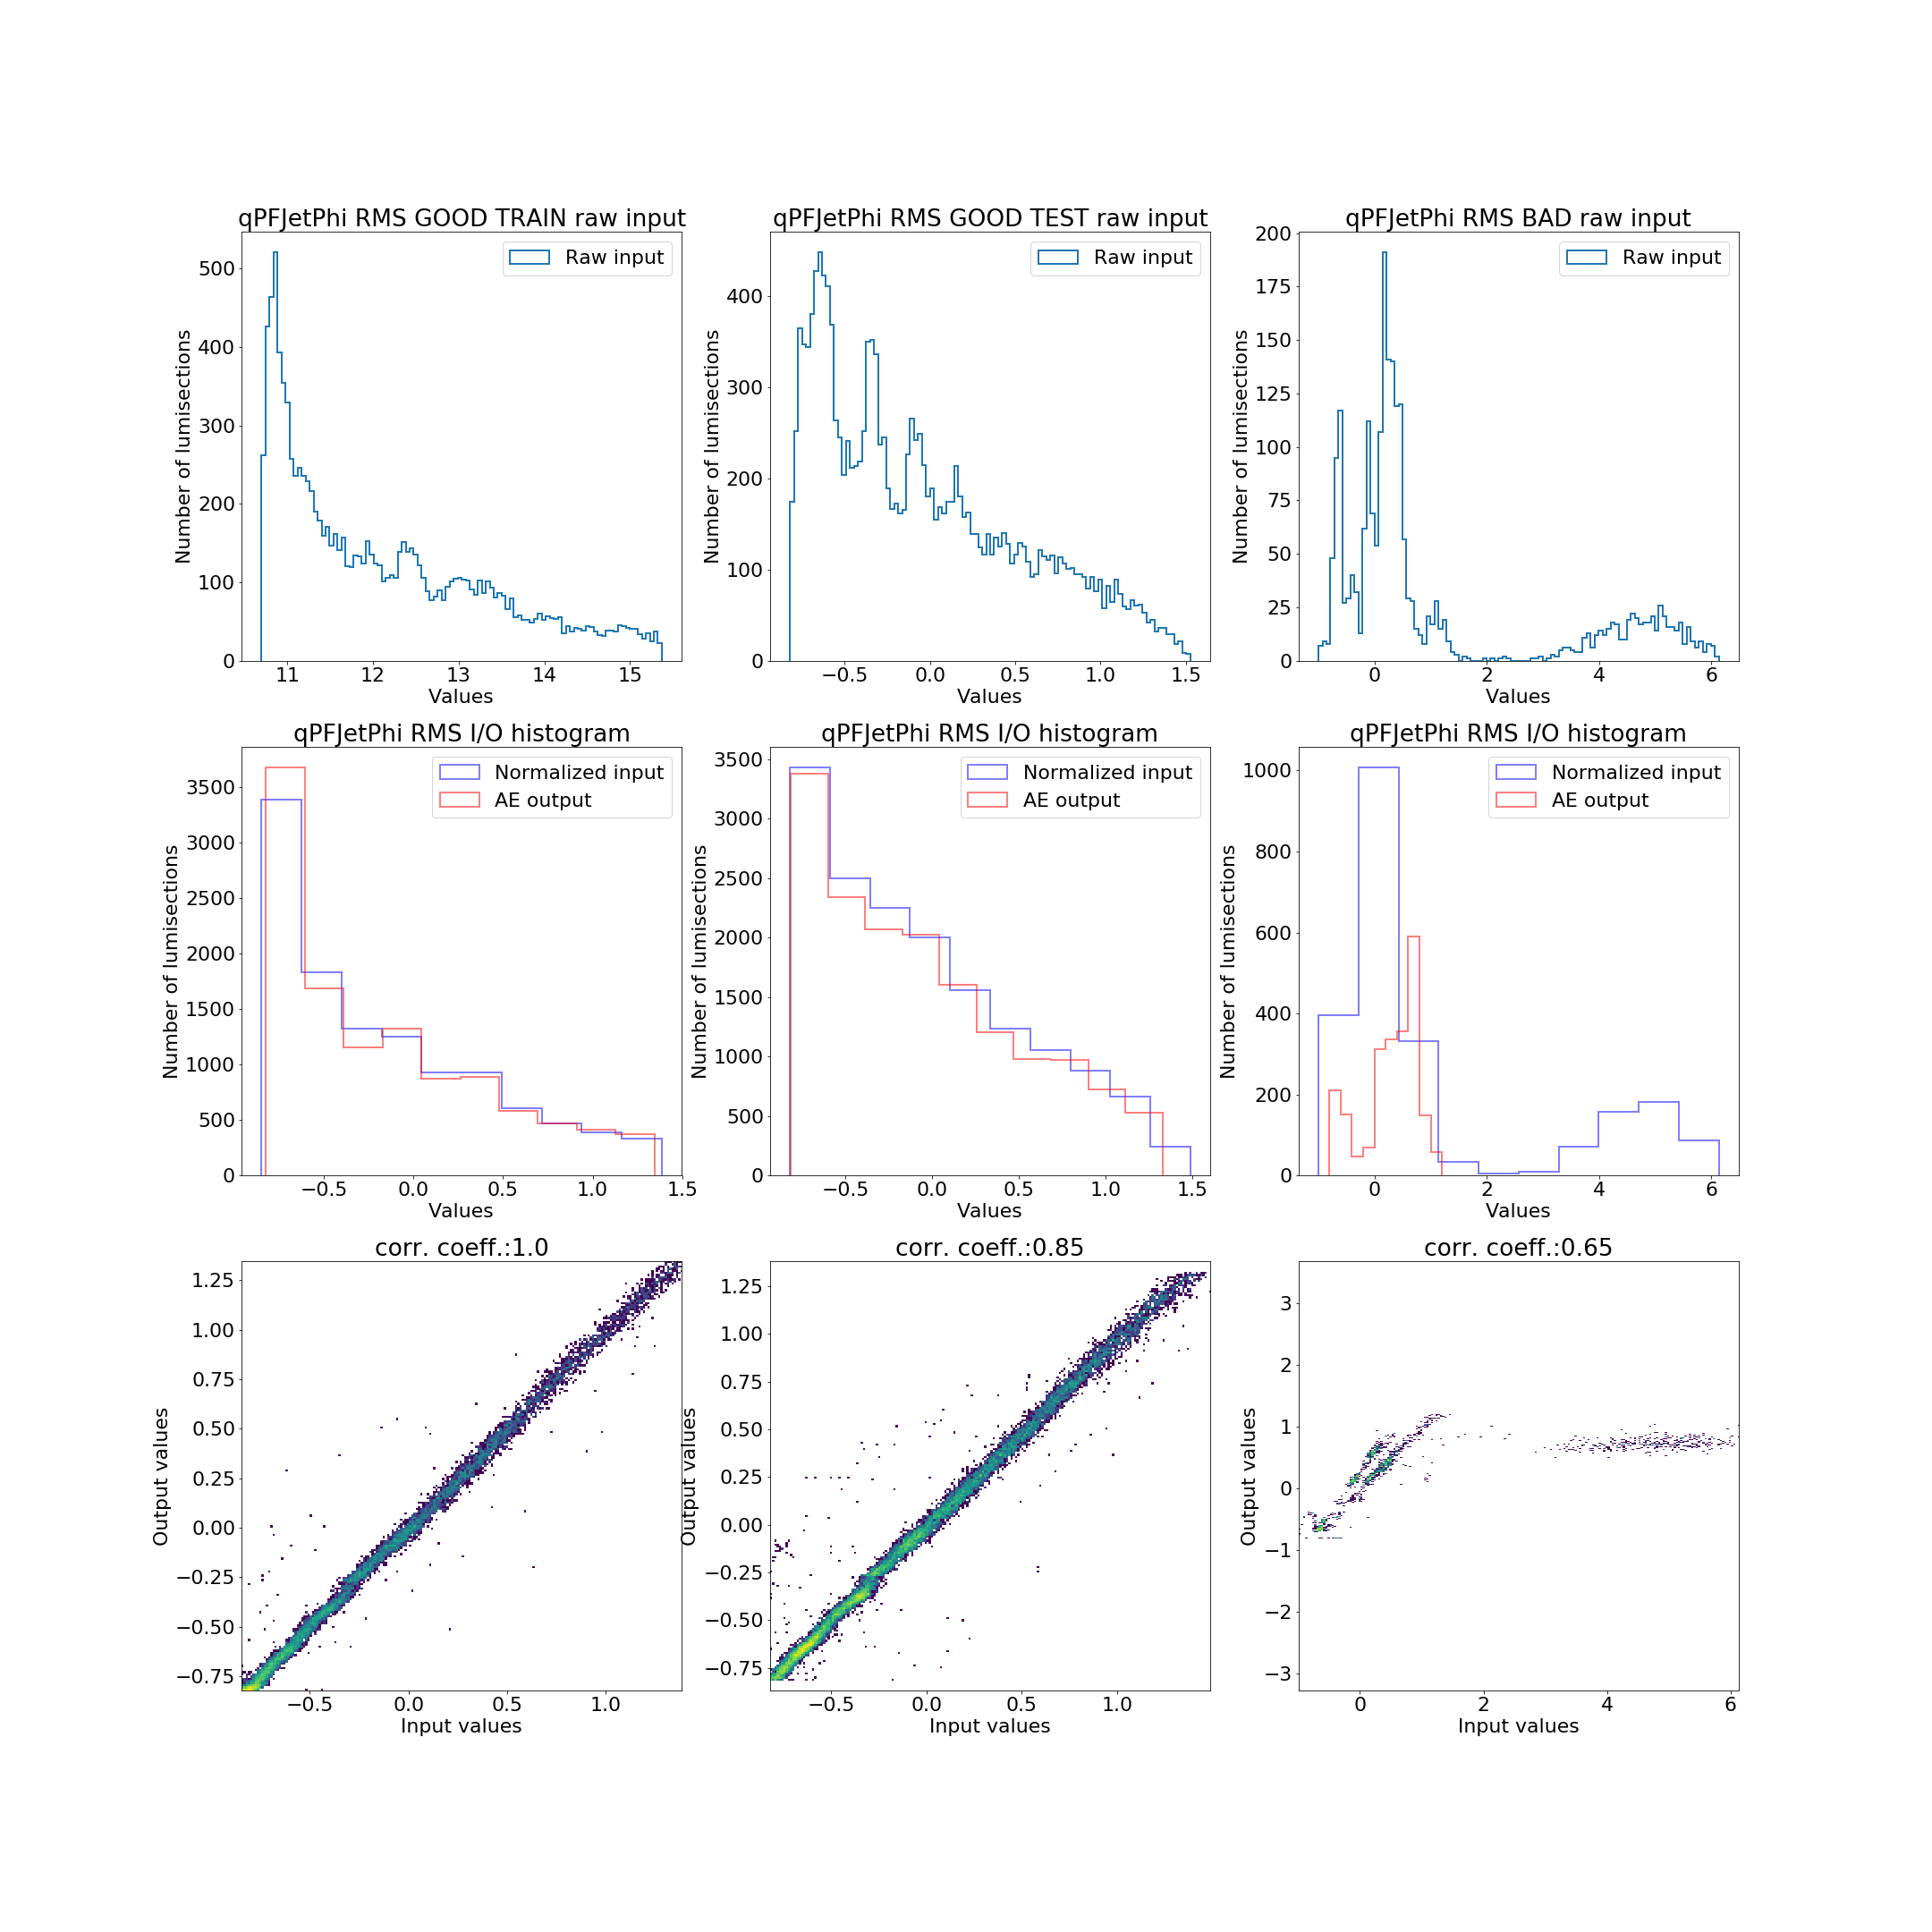 qPFJetPhi RMS GOOD TRAIN raw input
Raw input
Number of lumisections
0
100
200
300
400
500
11
12
13
14
15
Values
qPFJetPhi RMS GOOD TEST raw input
Raw input
Number of lumisections
0
100
200
300
400
−0.5
0.0
0.5
1.0
1.5
Values
qPFJetPhi RMS BAD raw input
Raw input
Number of lumisections
0
25
50
75
100
125
150
175
200
0
2
4
6
Values
qPFJetPhi RMS I/O histogram
Normalized input
AE output
Number of lumisections
0
500
1000
1500
2000
2500
3000
3500
−0.5
0.0
0.5
1.0
1.5
Values
qPFJetPhi RMS I/O histogram
Normalized input
AE output
Number of lumisections
0
500
1000
1500
2000
2500
3000
3500
−0.5
0.0
0.5
1.0
1.5
Values
qPFJetPhi RMS I/O histogram
Normalized input
AE output
Number of lumisections
0
200
400
600
800
1000
0
2
4
6
Values
corr. coeff.:1.0
Output values
−0.75
−0.50
−0.25
0.00
0.25
0.50
0.75
1.00
1.25
−0.5
0.0
0.5
1.0
Input values
corr. coeff.:0.85
Output values
−0.75
−0.50
−0.25
0.00
0.25
0.50
0.75
1.00
1.25
−0.5
0.0
0.5
1.0
Input values
corr. coeff.:0.65
Output values
−3
−2
−1
0
1
2
3
0
2
4
6
Input values